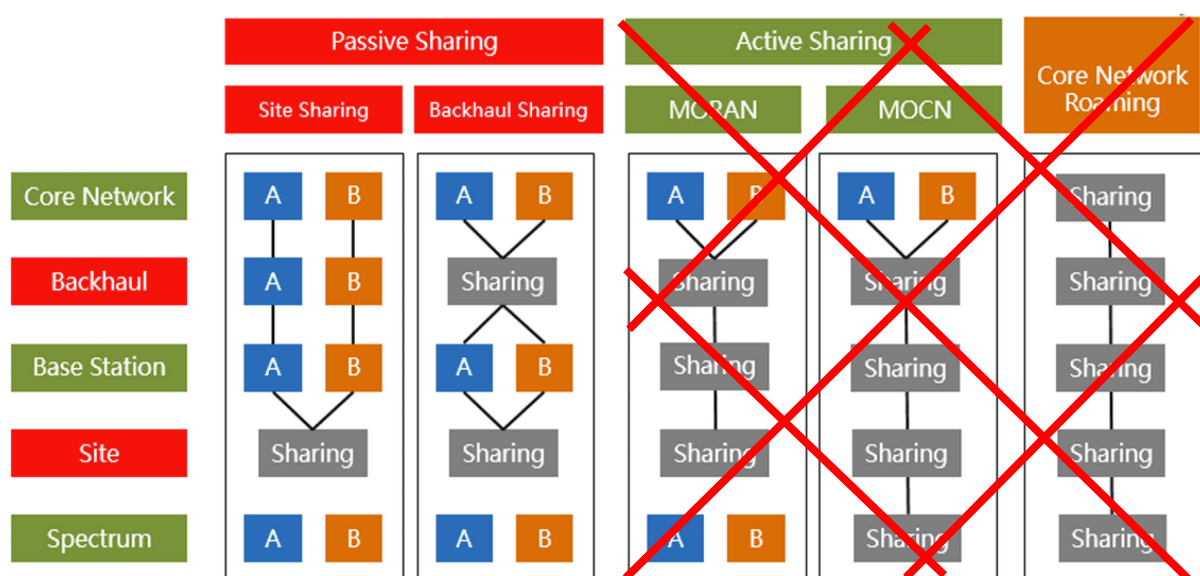 Passive Sharing
Active Sharing
Core Network
Roaming
Site Sharing
Backhaul Sharing
MORAN
MOCN
Core Network
A B
A B
A B
A B
Sharing
Backhaul
A B
Sharing
Sharing
Sharing
Sharing
Base Station
A B
A B
Sharing
Sharing
Sharing
Site
Sharing
Sharing
Sharing
Sharing
Sharing
Spectrum
A B
A B
A B
Sharing
Sharing